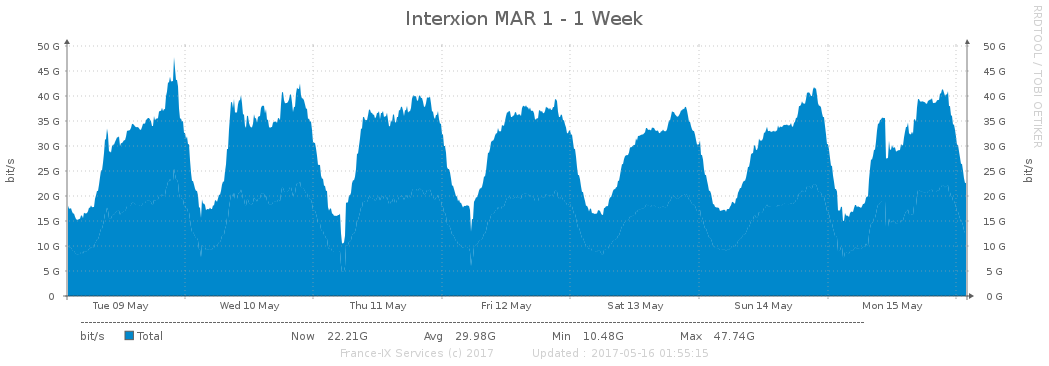 Interxion MAR 1 - 1 Week
RRDTOOL / TOBI OETIKER
50 G 50 G
45 G 45 G
40 G 40 G
35 G 35 G
30 G 30 G
25 G 25 G
20 G 20 G
15 G 15 G
10 G 10 G
5 G 5 G
0 0 G
bit/s bit/s
Tue 09 May Wed 10 May Thu 11 May Fri 12 May Sat 13 May Sun 14 May Mon 15 May
bit/s Total Now 22.21G Avg 29.98G Min 10.48G Max 47.74G
France-IX Services (c) 2017 Updated : 2017-05-16 01:55:15